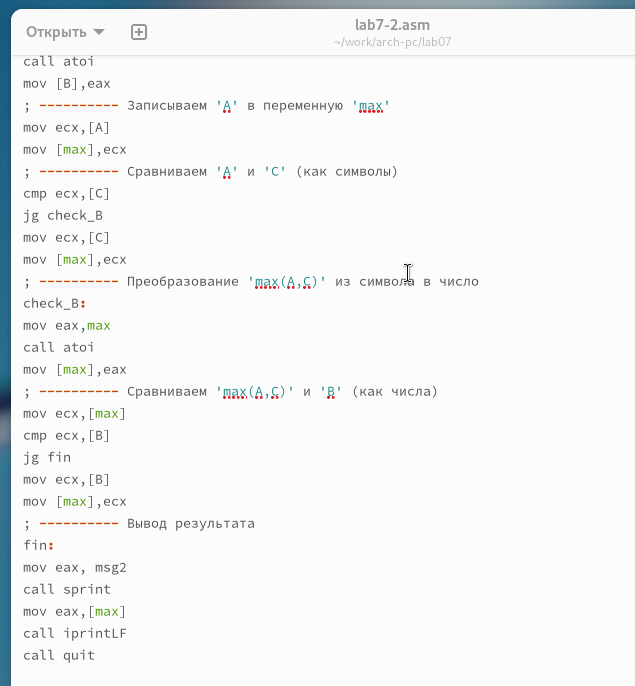 Открыть
lab7-2.asm
~/work/arch-pc/lab07
call atoi
mov [B],eax
; ---------- Записываем 'A' в переменную 'max'
mov ecx,[A]
mov [max],ecx
; ---------- Сравниваем 'A' и 'C' (как символы)
cmp ecx,[C]
jg check_B
mov ecx,[C]
mov [max],ecx
; ---------- Преобразование 'max(A,C)' из символа в число
check_B:
mov eax,max
call atoi
mov [max],eax
; ---------- Сравниваем 'max(A,C)' и 'B' (как числа)
mov ecx,[max]
cmp ecx,[B]
jg fin
mov ecx,[B]
mov [max],ecx
; ---------- Вывод результата
fin:
mov eax, msg2
call sprint
mov eax,[max]
call iprintLF
call quit